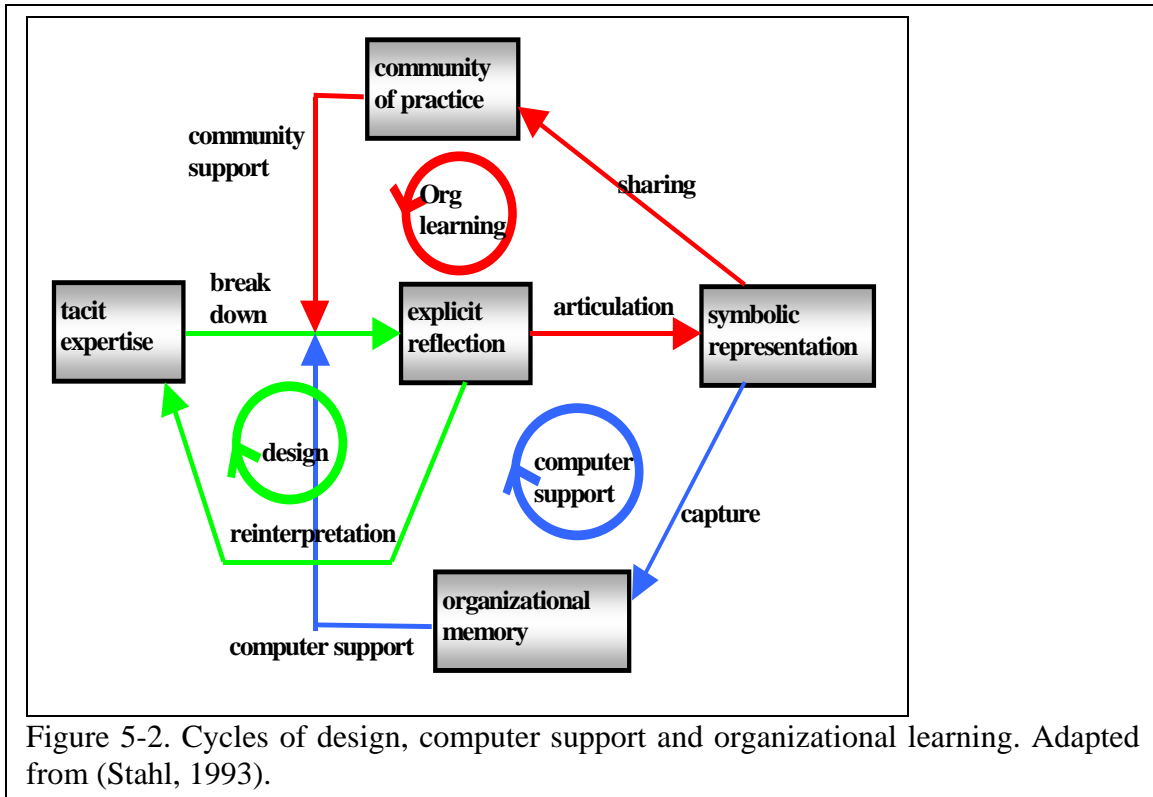 community
of practice
community
support
sharing
Org
learning
break
down
tacit
expertise
explicit
reflection
articulation
symbolic
representation
design
computer
support
capture
reinterpretation
organizational
memory
computer support
Figure 5-2. Cycles of design, computer support and organizational learning. Adapted
from (Stahl, 1993).